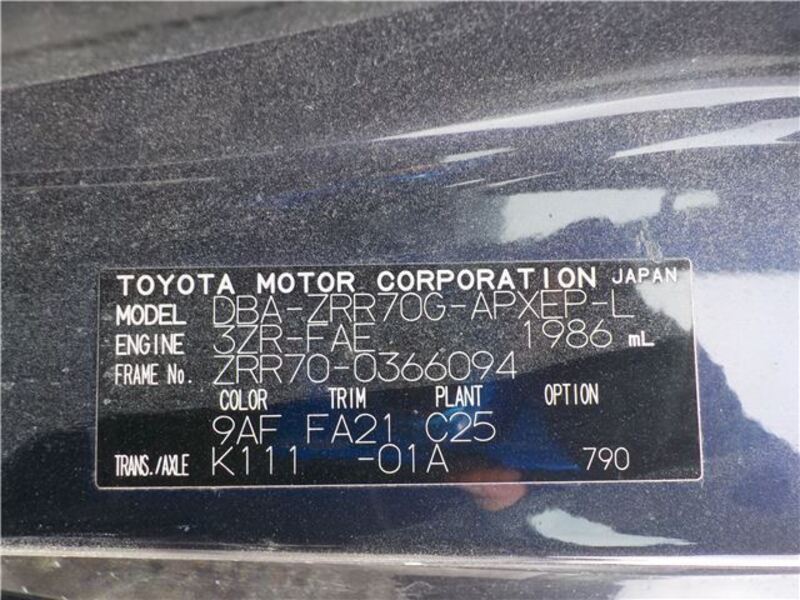 TOYOTA MOTOR CORPORATION JAPAN
MODEL DBA-ZRR70G-APXEP-L
ENGINE 3ZR-FAE 1986 mL
FRAME No. ZRR70-0366094
COLOR TRIM PLANT OPTION
9AF FA21 C25
TRANS./AXLE K111 -01A 790